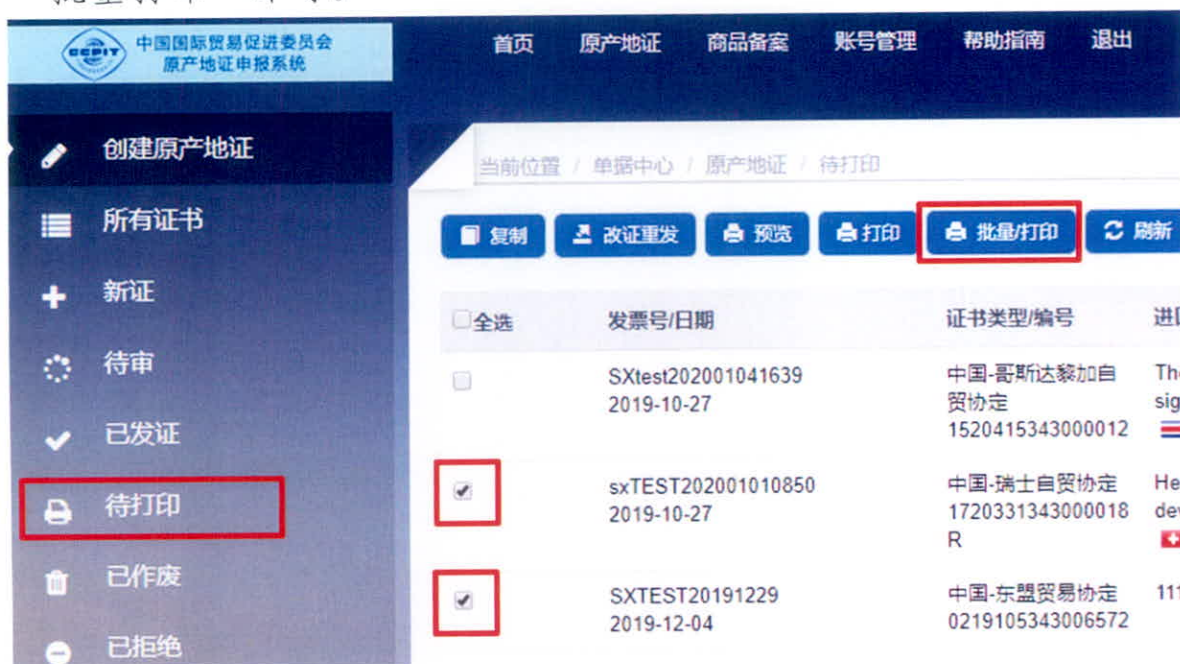 CCPIT
中国国际贸易促进委员会
原产地证申报系统
首页 原产地证 商品备案 账号管理 帮助指南 退出
创建原产地证
所有证书
新证
待审
已发证
待打印
已作废
已拒绝
当前位置 / 单据中心 / 原产地证 / 待打印
复制 改证重发 预览 打印 批量/打印 刷新
全选 发票号/日期 证书类型/编号
SXtest202001041639 中国-哥斯达黎加自
2019-10-27 贸协定
1520415343000012
sxTEST202001010850 中国-瑞士自贸协定
2019-10-27 1720331343000018
R
SXTEST20191229 中国-东盟贸易协定 111
2019-12-04 0219105343006572